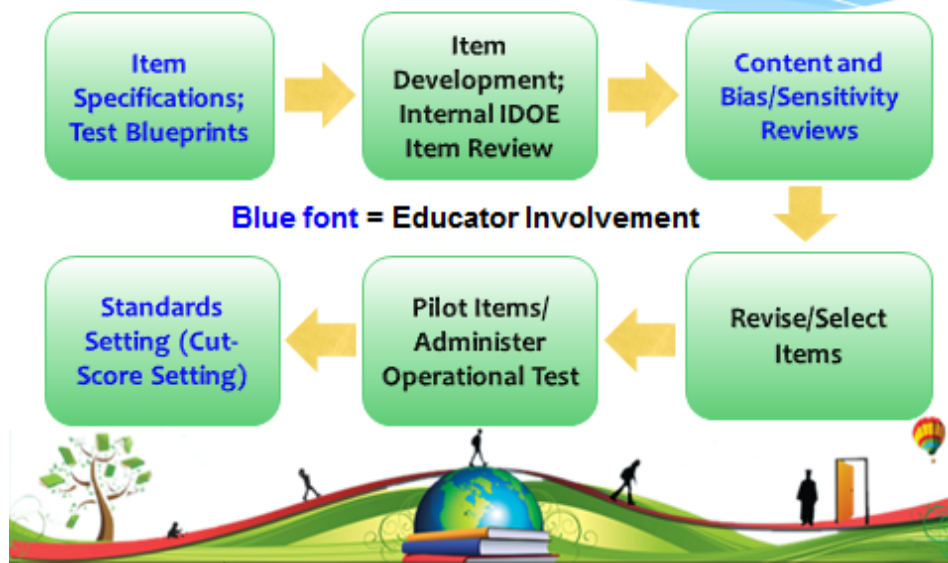 Item
Specifications;
Test Blueprints
Item
Development;
Internal IDOE
Item Review
Content and
Bias/Sensitivity
Reviews
Blue font = Educator Involvement
Standards
Setting (Cut-
Score Setting)
Pilot Items/
Administer
Operational Test
Revise/Select
Items